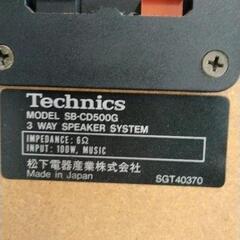 Technics
MODEL SB-CD500G
3 WAY SPEAKER SYSTEM
IMPEDANCE: 6Ω
INPUT: 100W, MUSIC
松下電器産業株式会社
Made in Japan SGT40370